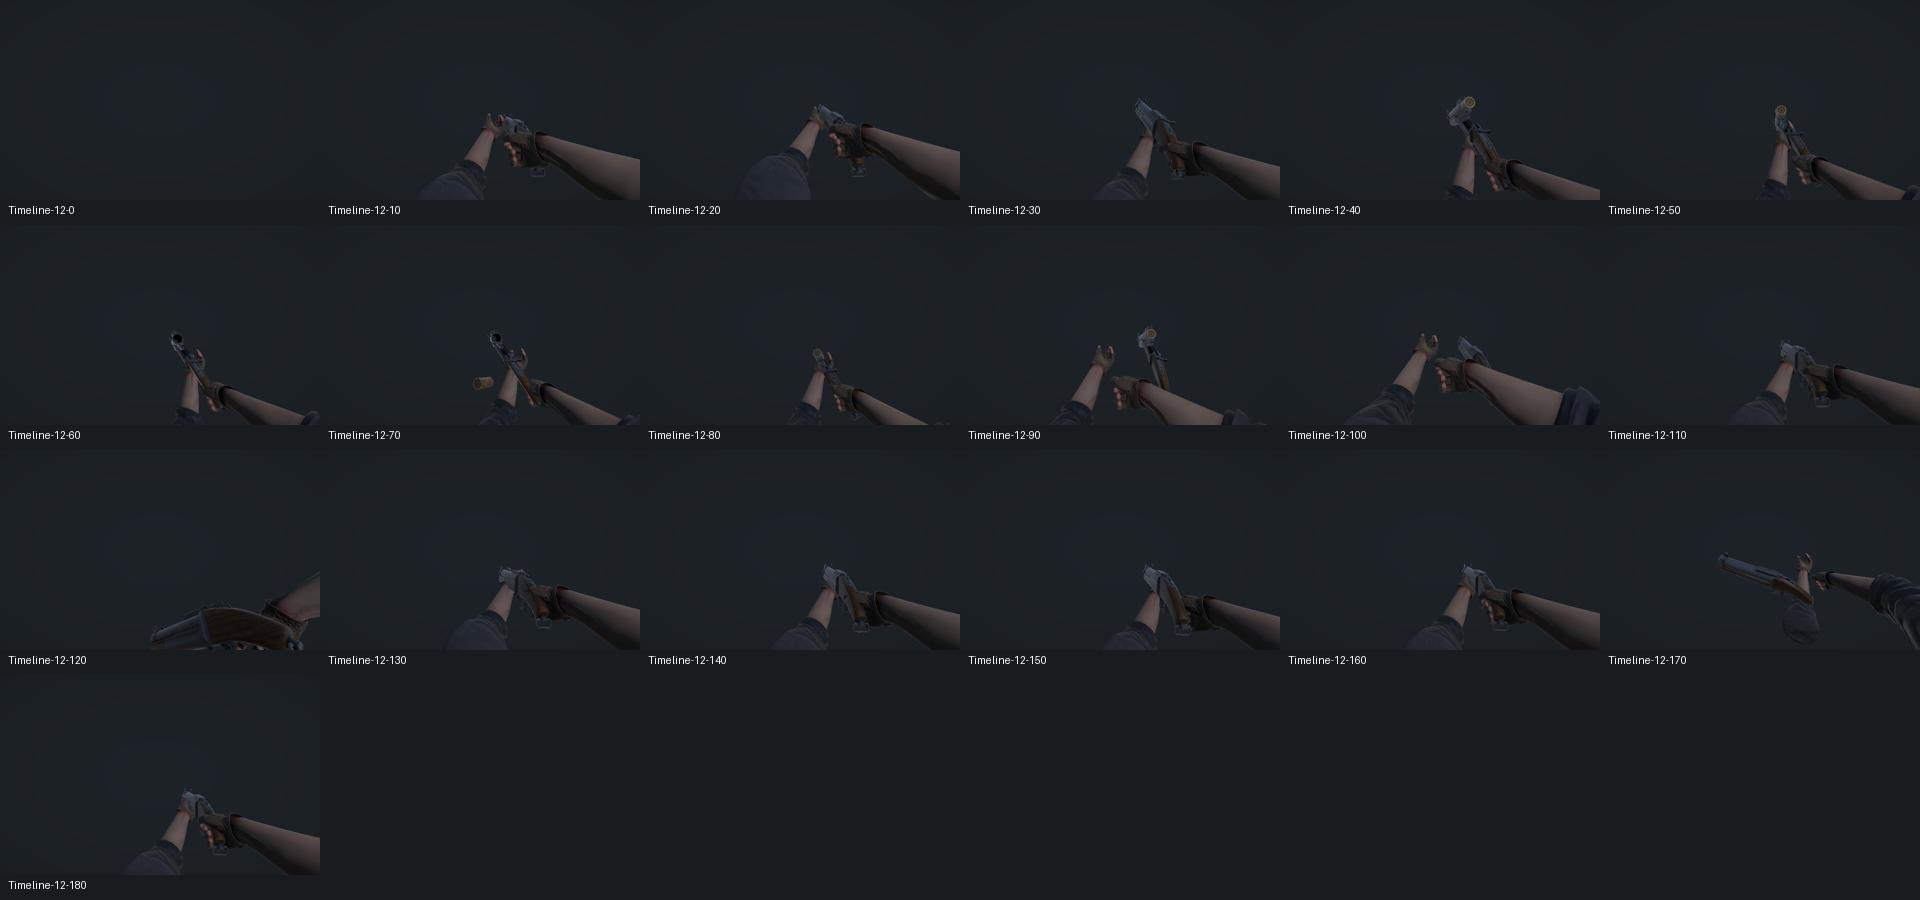 Timeline-12-0
Timeline-12-10
Timeline-12-20
Timeline-12-30
Timeline-12-40
Timeline-12-50
Timeline-12-60
Timeline-12-70
Timeline-12-80
Timeline-12-90
Timeline-12-100
Timeline-12-110
Timeline-12-120
Timeline-12-130
Timeline-12-140
Timeline-12-150
Timeline-12-160
Timeline-12-170
Timeline-12-180